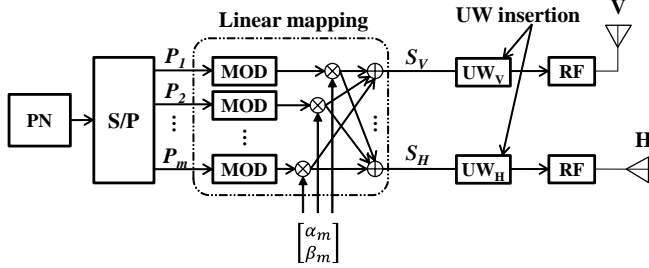 Linear mapping
UW insertion
V
P1
MOD
SV
UWV
RF
P2
MOD
PN
S/P
⋮
⋮
⋮
H
Pm
MOD
SH
UWH
RF
[αm
βm]